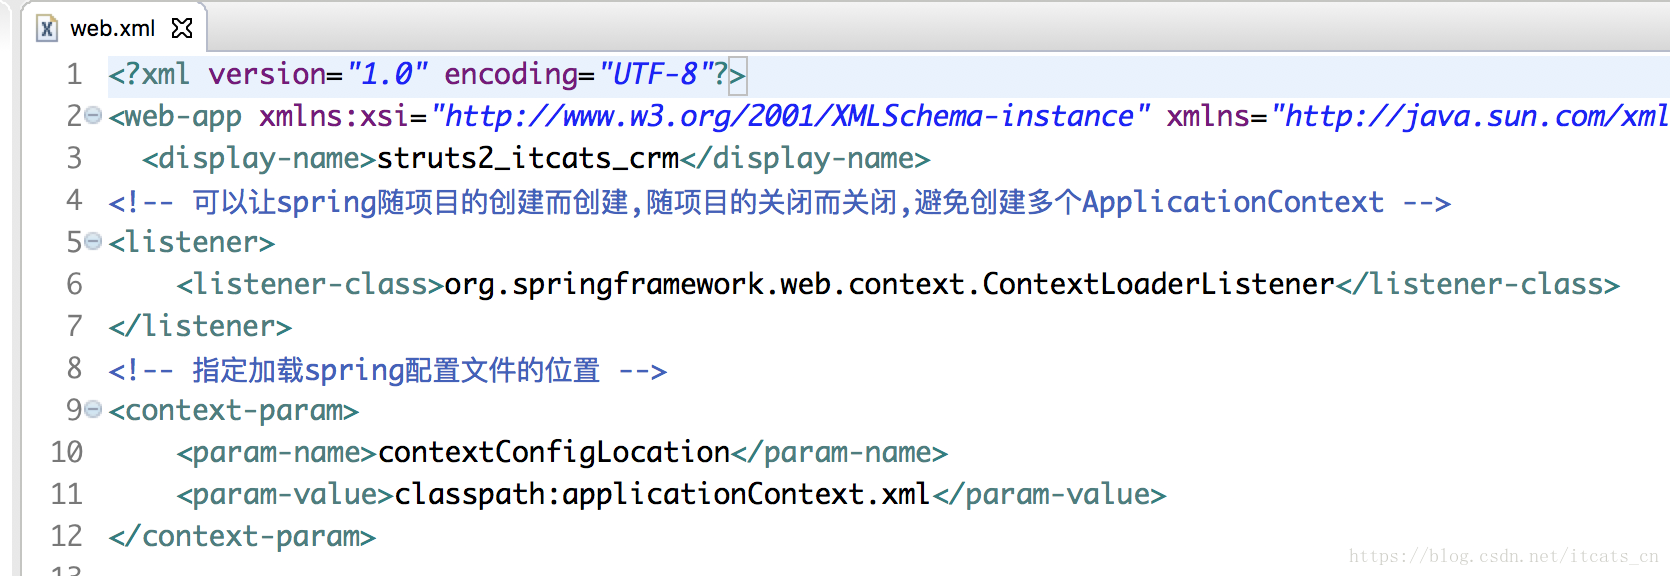 web.xml
1 <?xml version="1.0" encoding="UTF-8"?>
2 <web-app xmlns:xsi="http://www.w3.org/2001/XMLSchema-instance" xmlns="http://java.sun.com/xml
3 <display-name>struts2_itcats_crm</display-name>
4 <!-- 可以让spring随项目的创建而创建,随项目的关闭而关闭,避免创建多个ApplicationContext -->
5 <listener>
6 <listener-class>org.springframework.web.context.ContextLoaderListener</listener-class>
7 </listener>
8 <!-- 指定加载spring配置文件的位置 -->
9 <context-param>
10 <param-name>contextConfigLocation</param-name>
11 <param-value>classpath:applicationContext.xml</param-value>
12 </context-param>
13
https://blog.csdn.net/itcats_cn